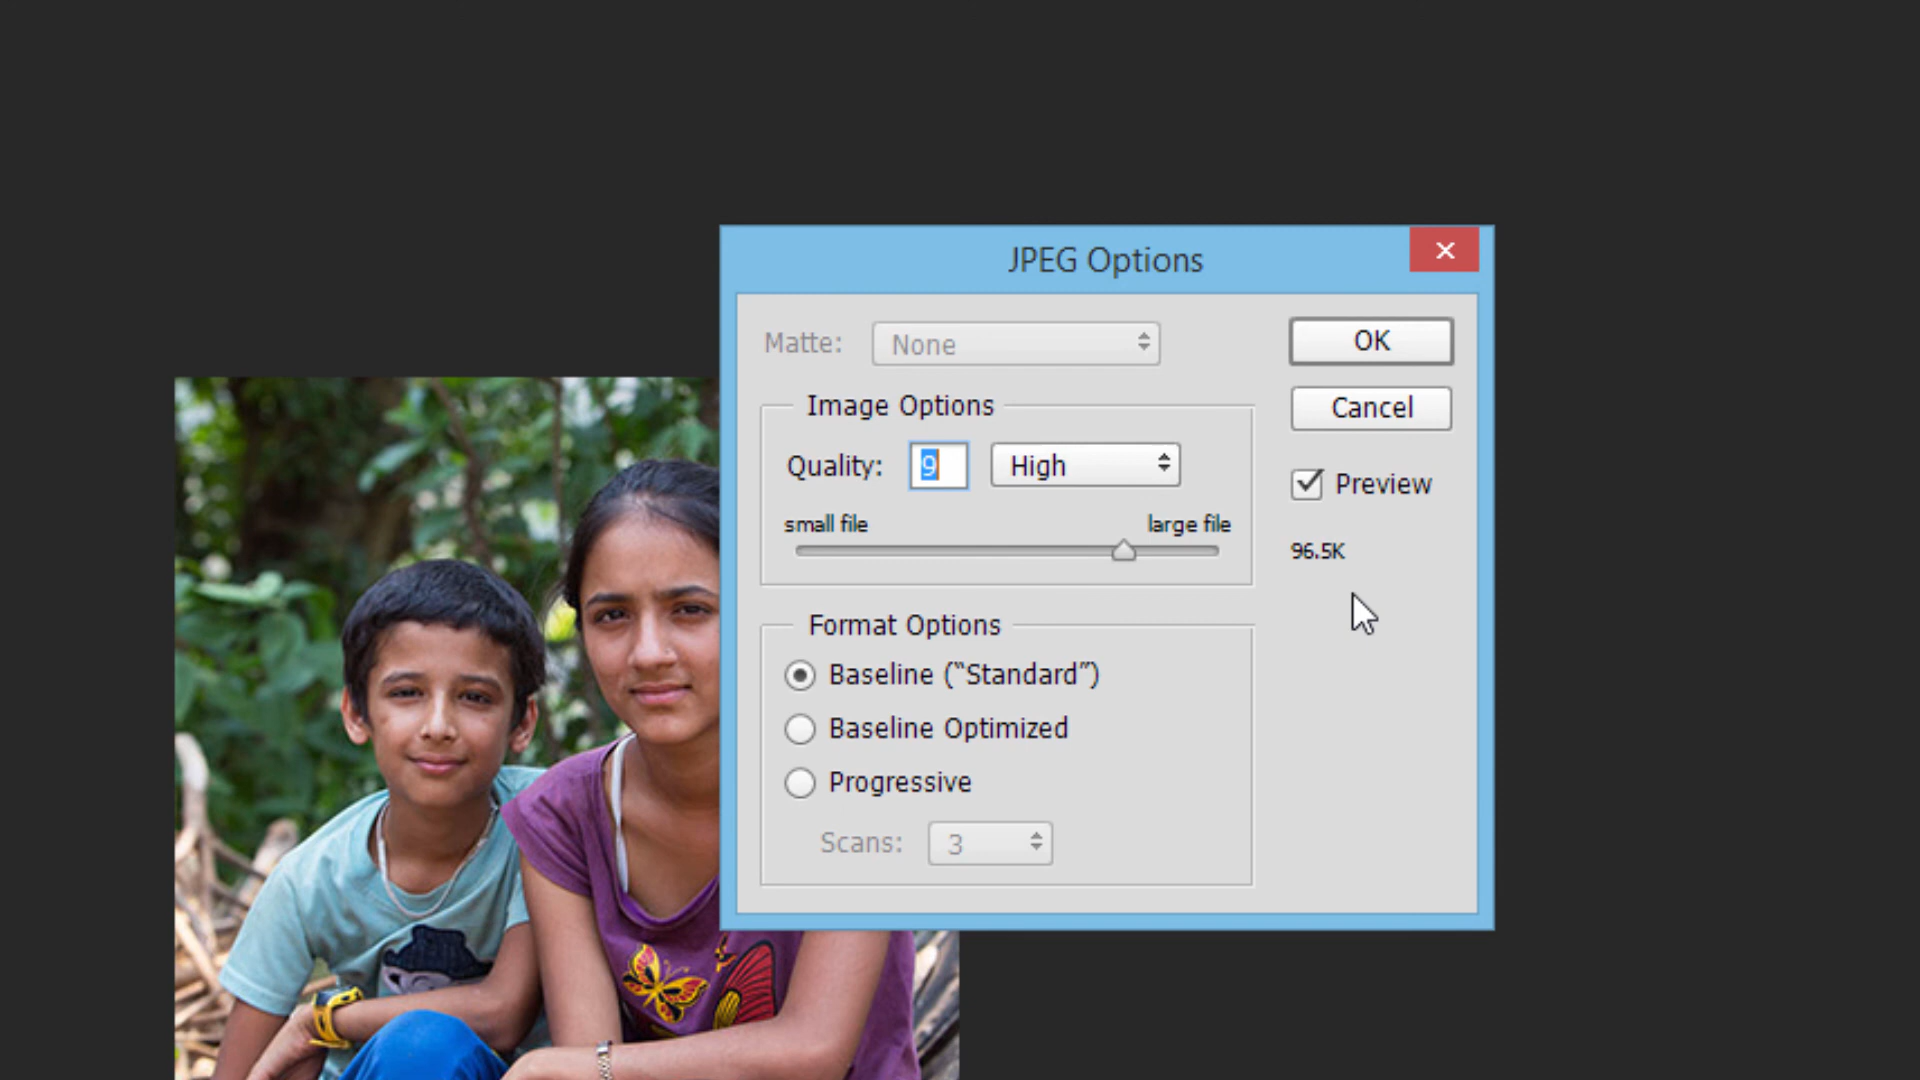 JPEG Options
Matte: None
OK
Cancel
Image Options
Quality: 9 High
Preview
small file large file
96.5K
Format Options
Baseline (“Standard”)
Baseline Optimized
Progressive
Scans: 3